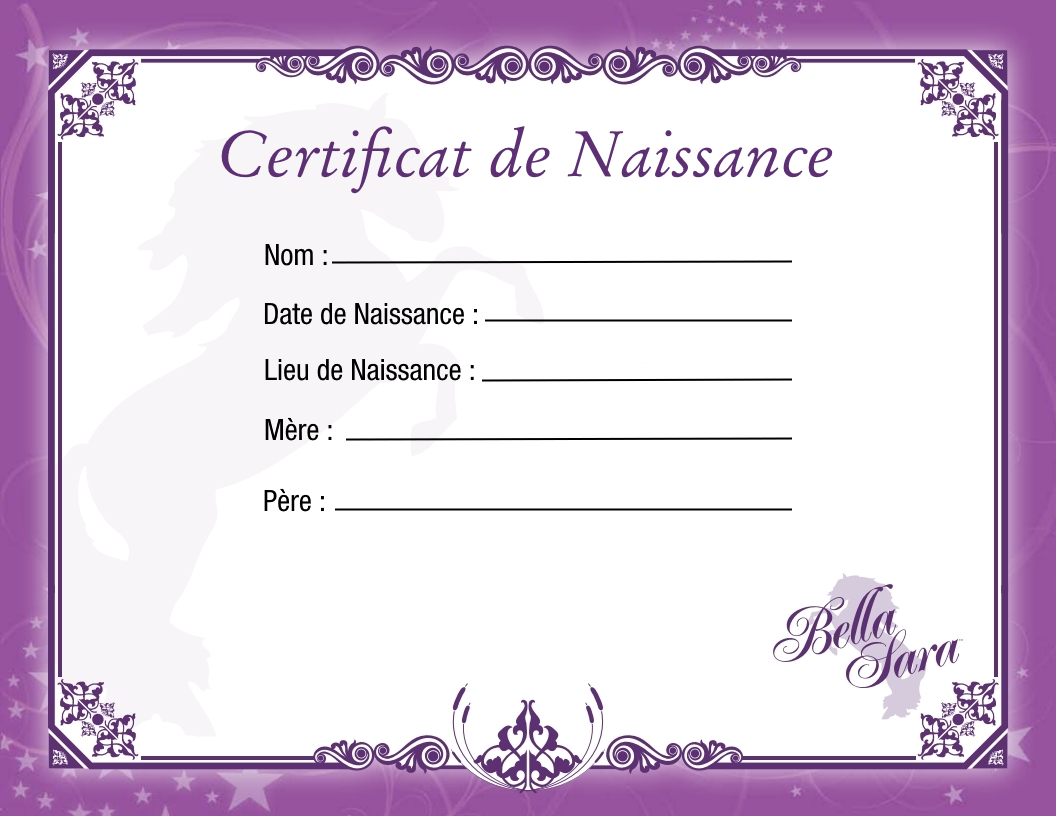 Certificat de Naissance
Nom :
Date de Naissance :
Lieu de Naissance :
Mère :
Père :
Bella
Sara